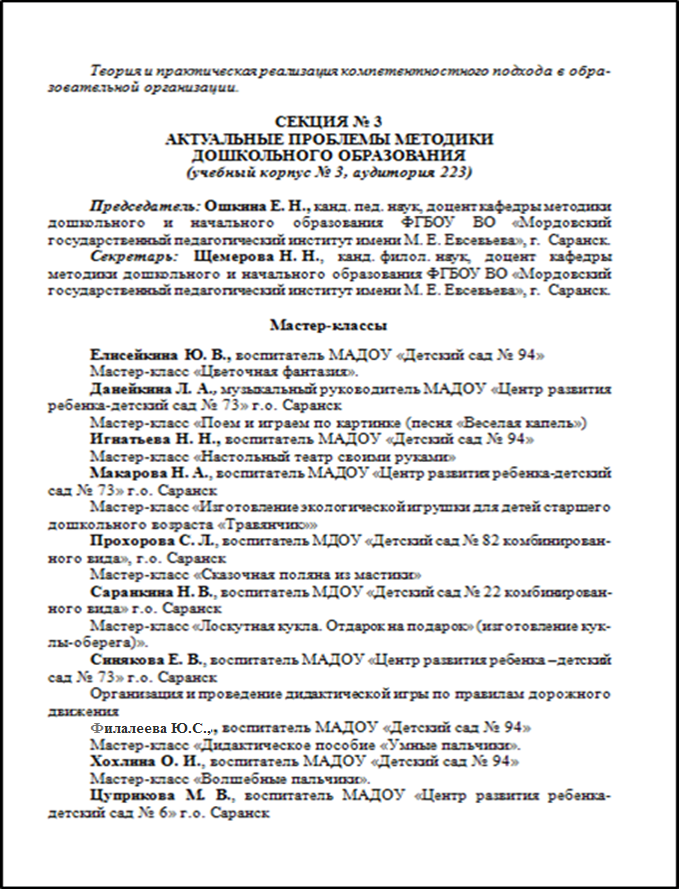 Теория и практическая реализация компетентностного подхода в обра-
зовательной организации.
СЕКЦИЯ № 3
АКТУАЛЬНЫЕ ПРОБЛЕМЫ МЕТОДИКИ
ДОШКОЛЬНОГО ОБРАЗОВАНИЯ
(учебный корпус № 3, аудитория 223)
Председатель: Ошкина Е. Н., канд. пед. наук, доцент кафедры методики
дошкольного и начального образования ФГБОУ ВО «Мордовский
государственный педагогический институт имени М. Е. Евсевьева», г. Саранск.
Секретарь: Щемерова Н. Н., канд. филол. наук, доцент кафедры
методики дошкольного и начального образования ФГБОУ ВО «Мордовский
государственный педагогический институт имени М. Е. Евсевьева», г. Саранск.
Мастер-классы
Елисейкина Ю. В., воспитатель МАДОУ «Детский сад № 94»
Мастер-класс «Цветочная фантазия».
Данейкина Л. А., музыкальный руководитель МАДОУ «Центр развития
ребенка-детский сад № 73» г.о. Саранск
Мастер-класс «Поем и играем по картинке (песня «Веселая капель»)
Игнатьева Н. Н., воспитатель МАДОУ «Детский сад № 94»
Мастер-класс «Настольный театр своими руками»
Макарова Н. А., воспитатель МАДОУ «Центр развития ребенка-детский
сад № 73» г.о. Саранск
Мастер-класс «Изготовление экологической игрушки для детей старшего
дошкольного возраста «Травянчик»»
Прохорова С. Л., воспитатель МДОУ «Детский сад № 82 комбинирован-
ного вида», г.о. Саранск
Мастер-класс «Сказочная поляна из мастики»
Саранкина Н. В., воспитатель МДОУ «Детский сад № 22 комбинирован-
ного вида» г.о. Саранск
Мастер-класс «Лоскутная кукла. Отдарок на подарок» (изготовление кук-
лы-оберега)».
Синякова Е. В., воспитатель МАДОУ «Центр развития ребенка –детский
сад № 73» г.о. Саранск
Организация и проведение дидактической игры по правилам дорожного
движения
Филалеева Ю.С.,., воспитатель МАДОУ «Детский сад № 94»
Мастер-класс «Дидактическое пособие «Умные пальчики».
Хохлина О. И., воспитатель МАДОУ «Детский сад № 94»
Мастер-класс «Волшебные пальчики».
Цуприкова М. В., воспитатель МАДОУ «Центр развития ребенка-
детский сад № 6» г.о. Саранск